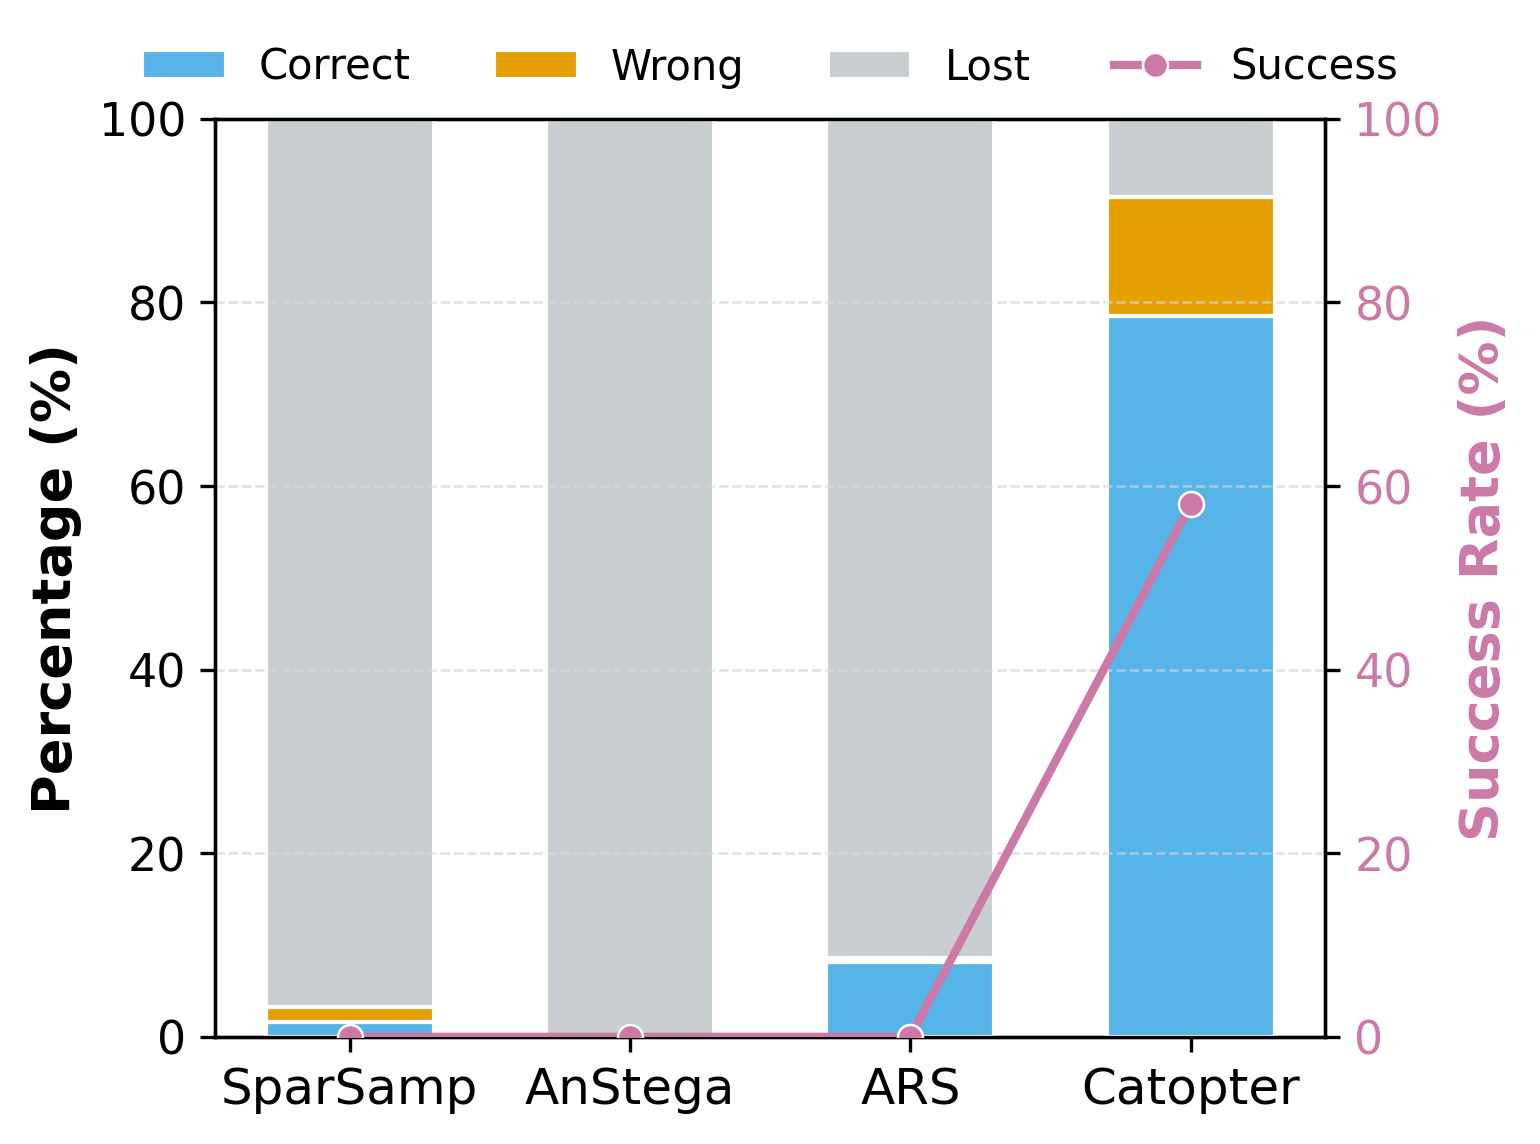 Correct Wrong Lost Success
100 100
80 80
60 60
40 40
20 20
0 0
Percentage (%)
Success Rate (%)
SparSamp AnStega ARS Catopter